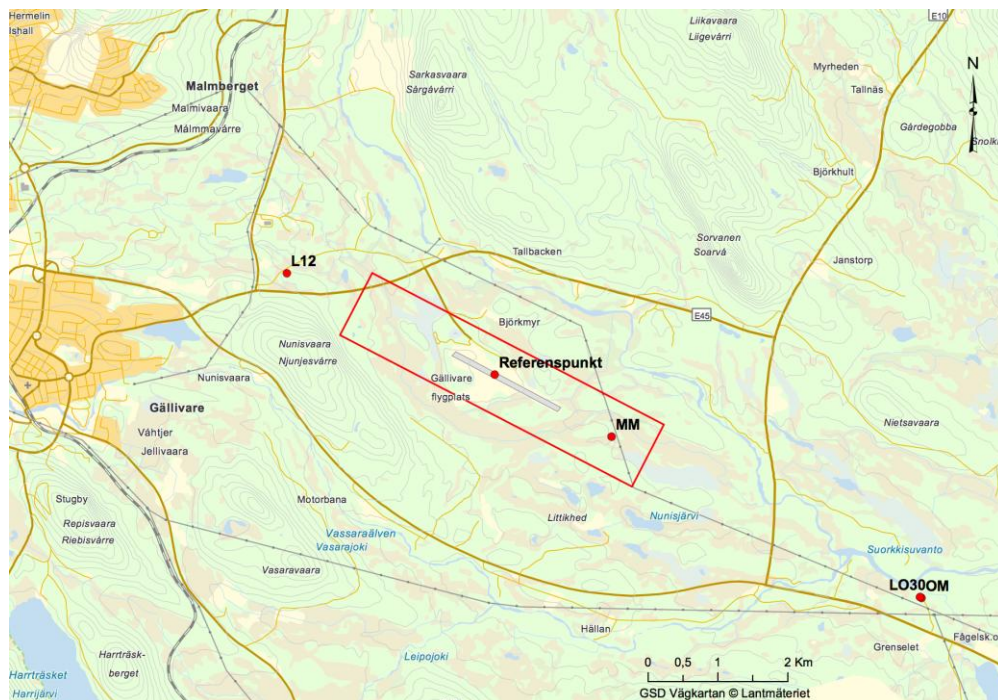 Hermelin
lshall
Malmberget
Malmivaara
Málmmavárre
Sarkasvaara
Sárgávárri
Liikavaara
Liigevárri
E10
N
Myrheden
Tallnäs
Gårdegobba
Snolk
Björkhult
L12
Tallbacken
Sorvanen
Soarvá
Janstorp
E45
Björkmyr
Nunisvaara
Njunjesvárre
Referenspunkt
Nunisvaara
Gällivare
flygplats
Gällivare
Váhtjer
Jellivaara
MM
Nietsavaara
Stugby
Repisvaara
Riebisvárre
Motorbana
Vassaraälven
Vasarajoki
Littikhed
Nunisjärvi
Vasaravaara
Suorkkisuvanto
LO30OM
Hällan
Fågelsk.o
Grenselet
Harrträsk-
berget
Leipojoki
Harrträsket
Harrijärvi
0 0,5 1 2 Km
GSD Vägkartan © Lantmäteriet